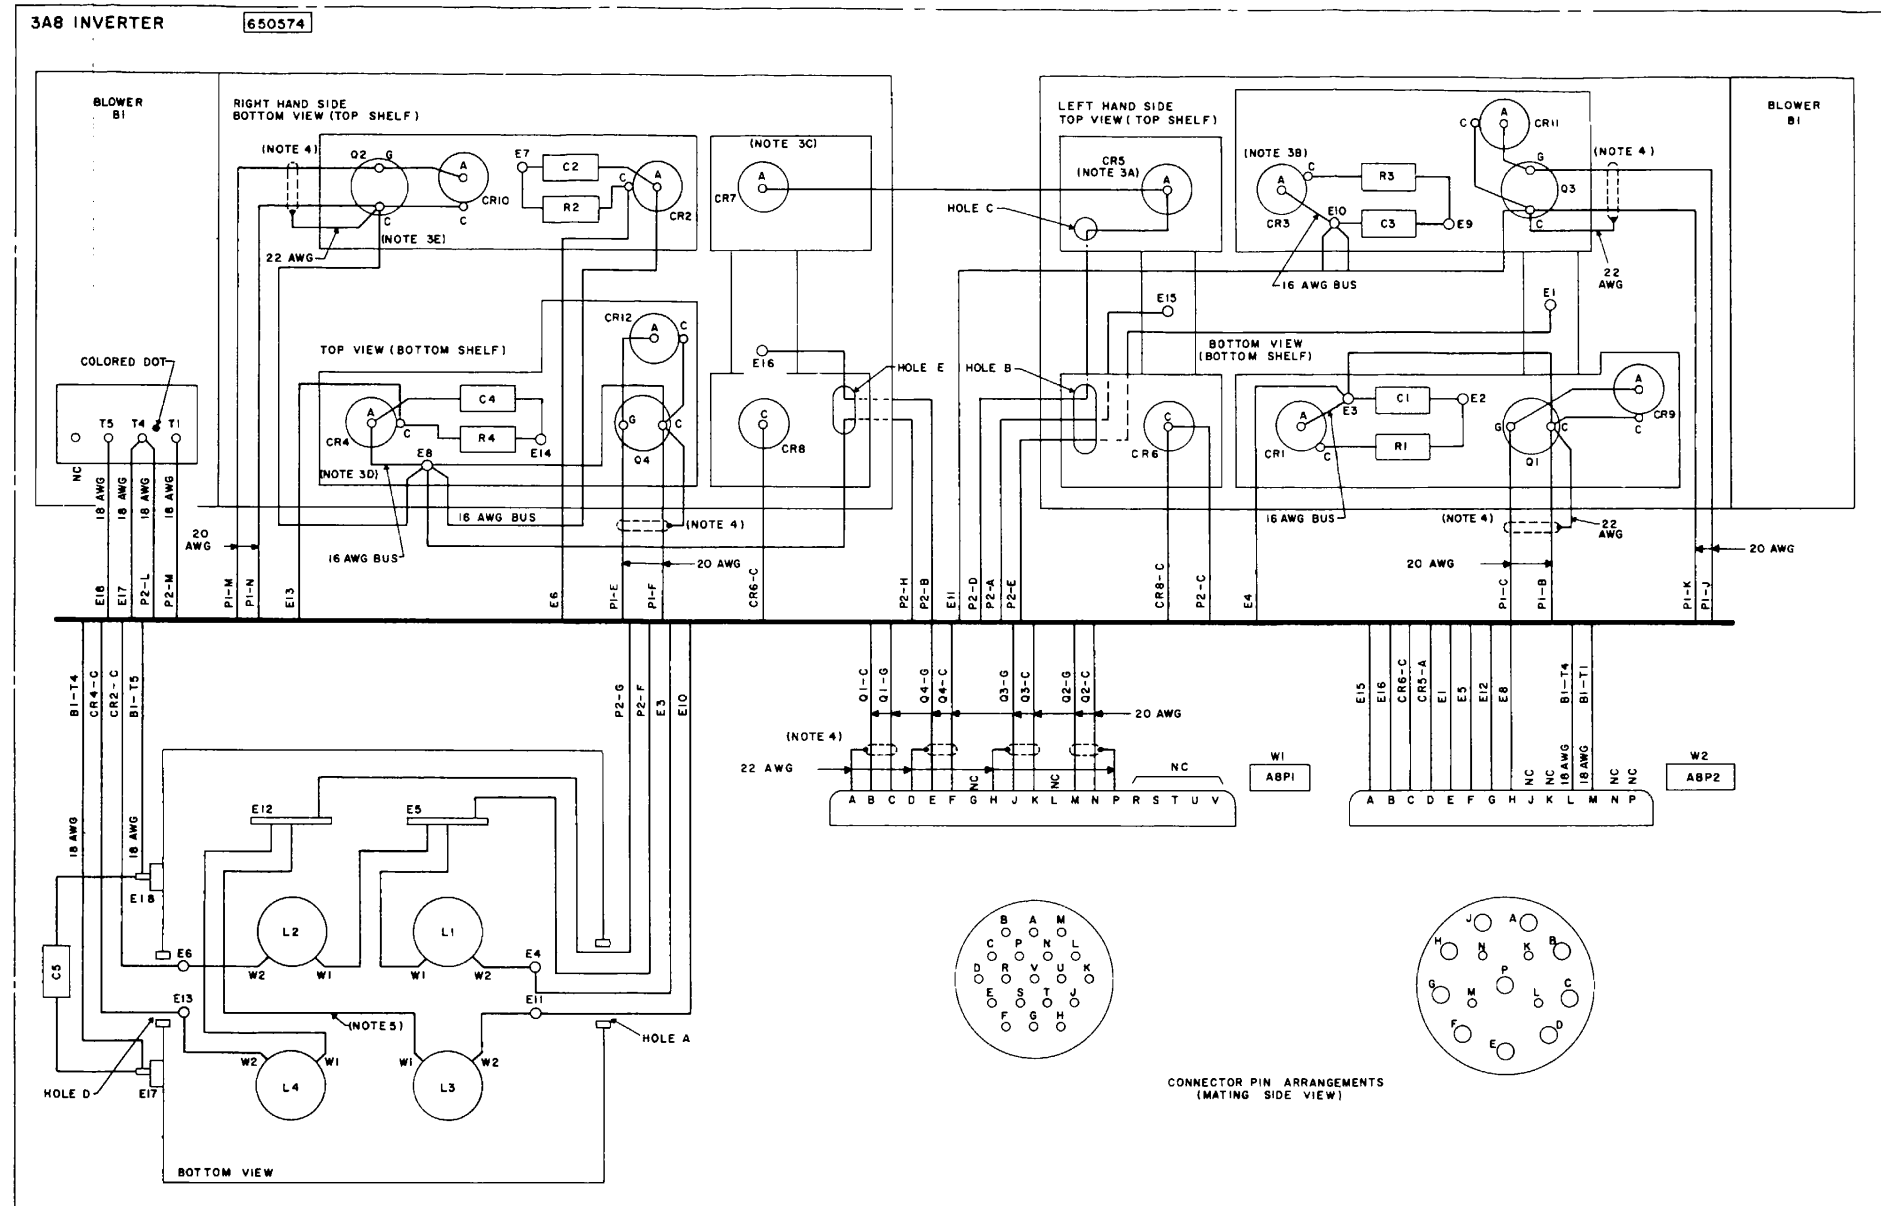 3A8 INVERTER
650574
BLOWER
B1
RIGHT HAND SIDE
BOTTOM VIEW (TOP SHELF)
(NOTE 4)
Q2
G
C
A
CR10
C
(NOTE 3E)
22 AWG
E7
C2
R2
C
A
CR2
(NOTE 3C)
A
CR7
LEFT HAND SIDE
TOP VIEW (TOP SHELF)
CR5
(NOTE 3A)
A
HOLE C
(NOTE 3B)
A
C
CR3
R3
E10
C3
E9
C
A
CR11
G
Q3
C
(NOTE 4)
22
AWG
16 AWG BUS
BLOWER
B1
E15
E1
COLORED DOT
T5
T4
T1
NC
TOP VIEW (BOTTOM SHELF)
CR12
A
C
A
CR4
C
C4
R4
E14
G
C
Q4
E8
(NOTE 3D)
16 AWG BUS
16 AWG BUS
(NOTE 4)
E16
C
CR8
HOLE E
HOLE B
C
CR6
BOTTOM VIEW
(BOTTOM SHELF)
A
CR1
C
E3
C1
E2
R1
G
C
Q1
A
CR9
C
16 AWG BUS
(NOTE 4)
22
AWG
18 AWG
18 AWG
18 AWG
18 AWG
20
AWG
20 AWG
20 AWG
20 AWG
E18
E17
P2-L
P2-M
P1-M
P1-N
E13
E6
P1-E
P1-F
CR6-C
P2-H
P2-B
E11
P2-D
P2-A
P2-E
CR8-C
P2-C
E4
P1-C
P1-B
P1-K
P1-J
B1-T4
CR4-C
CR2-C
B1-T5
P2-G
P2-F
E3
E10
Q1-C
Q1-G
Q4-G
Q4-C
Q3-G
Q3-C
Q2-G
Q2-C
20 AWG
(NOTE 4)
22 AWG
NC
NC
NC
W1
A8P1
A B C D E F G H J K L M N P R S T U V
E15
E16
CR6-C
CR5-A
E1
E5
E12
E8
NC
NC
B1-T4
18 AWG
B1-T1
18 AWG
NC
NC
W2
A8P2
A B C D E F G H J K L M N P
18 AWG
18 AWG
E12
E5
E18
C5
L2
L1
W2
W1
W1
W2
E6
E4
E13
E11
(NOTE 5)
W2
W1
W1
W2
L4
L3
HOLE A
HOLE D
E17
BOTTOM VIEW
B A M
C P N L
D R V U K
E S T J
F G H
J A
H N K B
P
G M L C
F D
E
CONNECTOR PIN ARRANGEMENTS
(MATING SIDE VIEW)